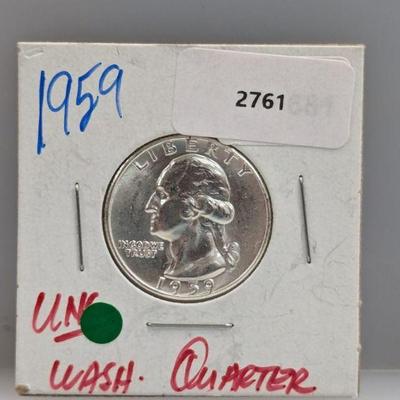 1959
2761
LIBERTY
IN GOD WE
TRUST
1959
UNC
WASH. QUARTER